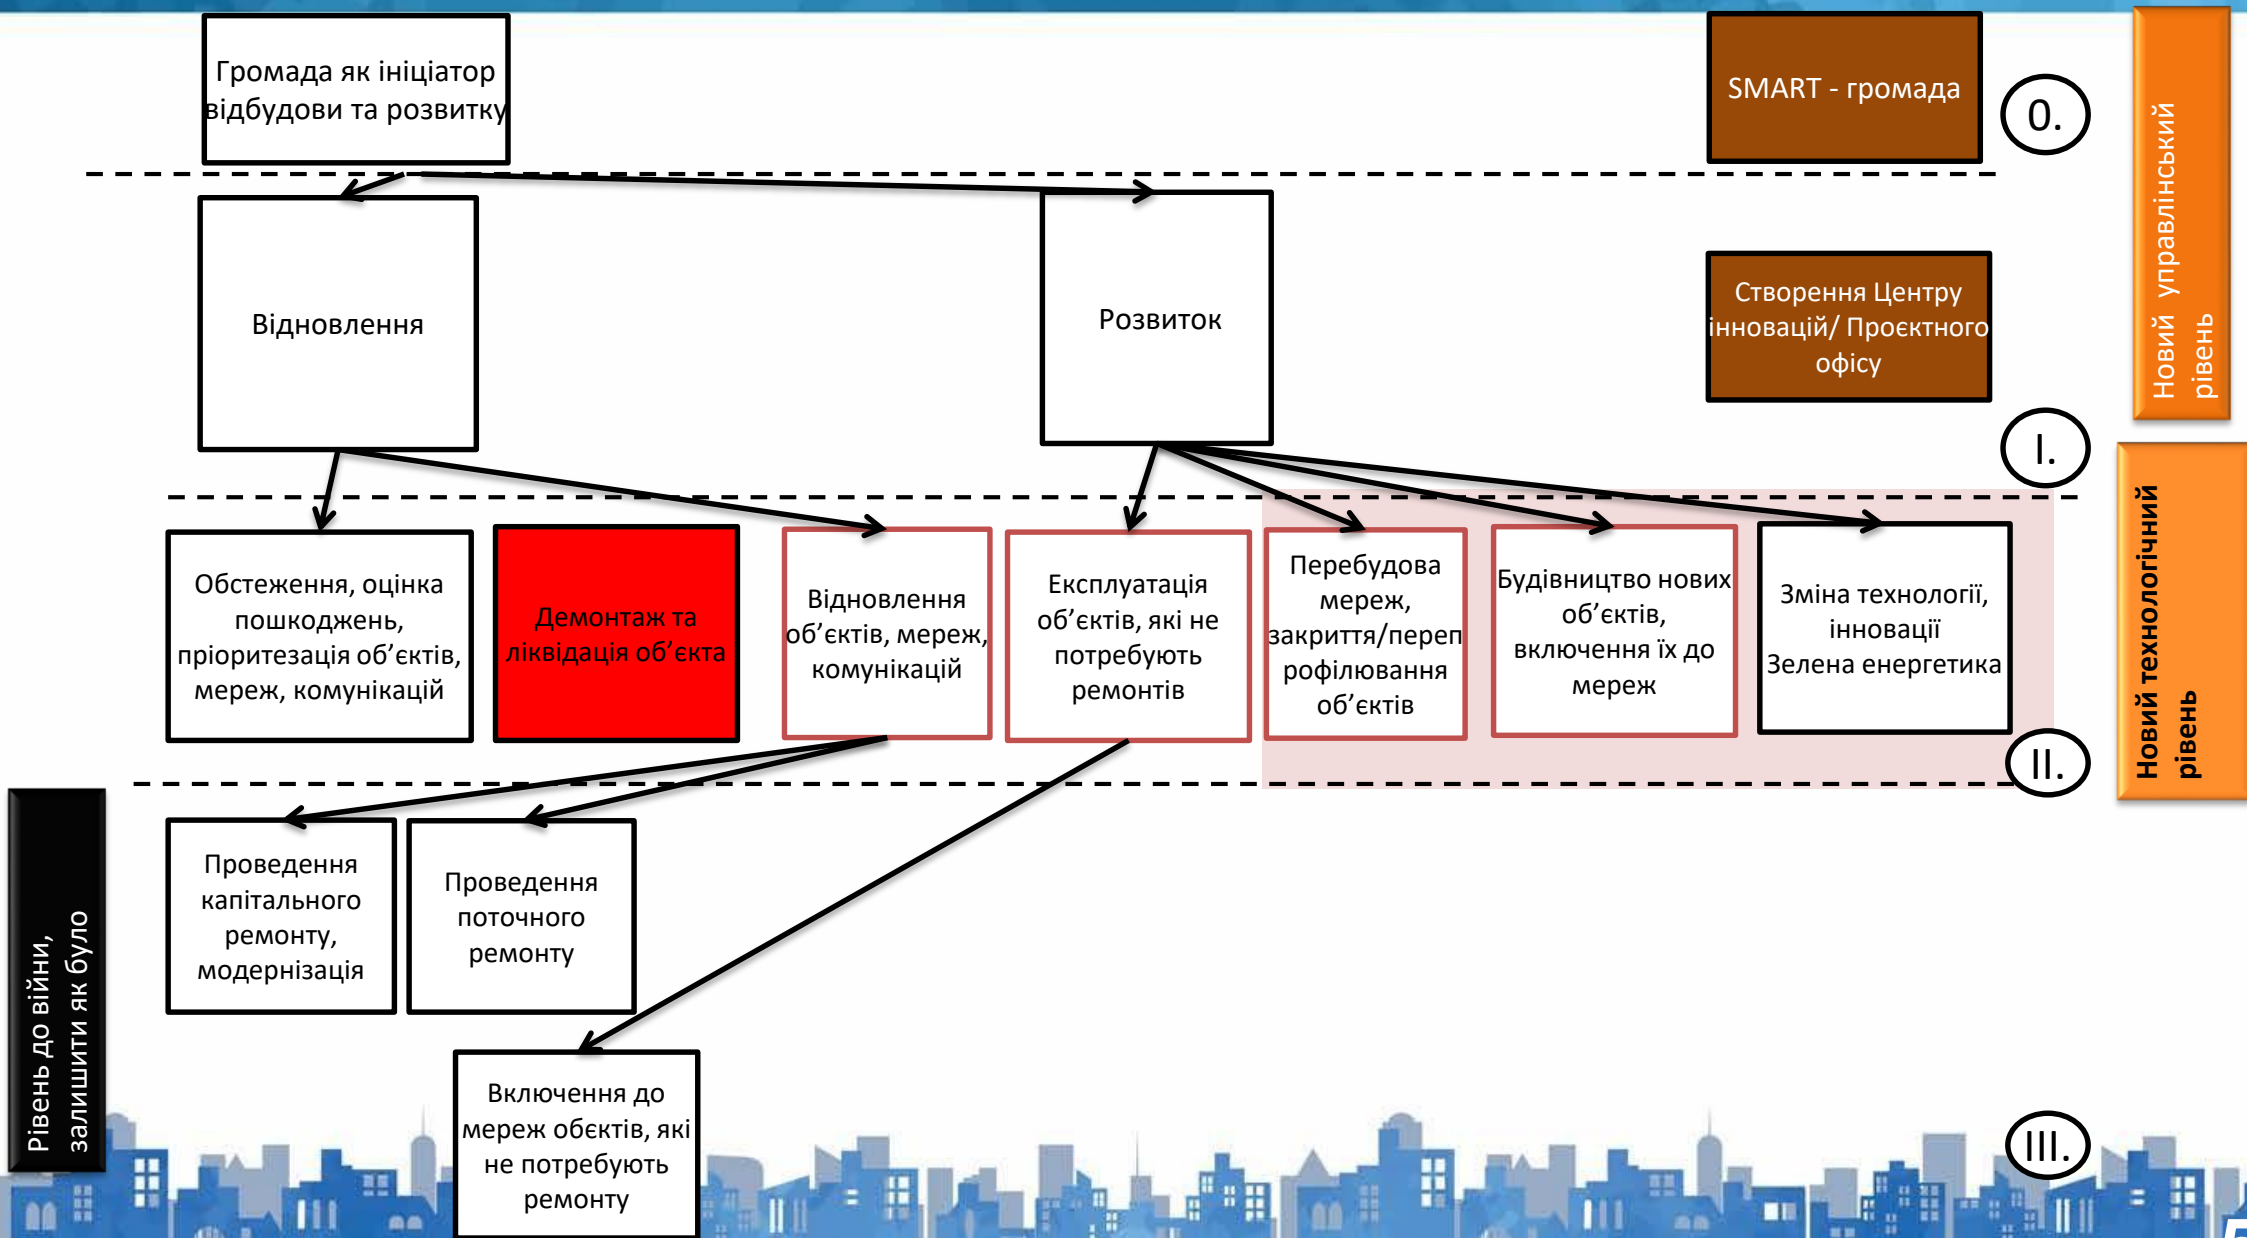 Громада як ініціатор
відбудови та розвитку
SMART - громада
0.
Новий управлінський
рівень
Відновлення
Розвиток
Створення Центру
інновацій/ Проєктного
офісу
I.
Обстеження, оцінка
пошкоджень,
пріоритезація об’єктів,
мереж, комунікацій
Демонтаж та
ліквідація об’єкта
Відновлення
об’єктів, мереж,
комунікацій
Експлуатація
об’єктів, які не
потребують
ремонтів
Перебудова
мереж,
закриття/переп
рофілювання
об’єктів
Будівництво нових
об’єктів,
включення їх до
мереж
Зміна технології,
інновації
Зелена енергетика
Новий технологічний
рівень
II.
Рівень до війни,
залишити як було
Проведення
капітального
ремонту,
модернізація
Проведення
поточного
ремонту
Включення до
мереж обєктів, які
не потребують
ремонту
III.